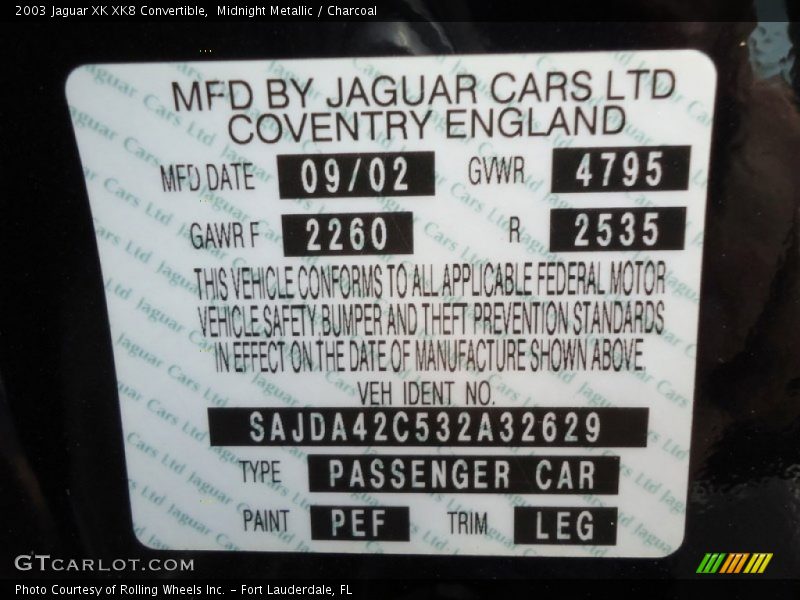 2003 Jaguar XK XK8 Convertible,  Midnight Metallic / Charcoal
MFD BY JAGUAR CARS LTD
COVENTRY ENGLAND
MFD DATE 09/02 GVWR 4795
GAWR F 2260 R 2535
THIS VEHICLE CONFORMS TO ALL APPLICABLE FEDERAL MOTOR
VEHICLE SAFETY BUMPER AND THEFT PREVENTION STANDARDS
IN EFFECT ON THE DATE OF MANUFACTURE SHOWN ABOVE
VEH IDENT NO.
SAJDA42C532A32629
TYPE PASSENGER CAR
PAINT PEF TRIM LEG
GTCARLOT.COM
Photo Courtesy of Rolling Wheels Inc. - Fort Lauderdale, FL